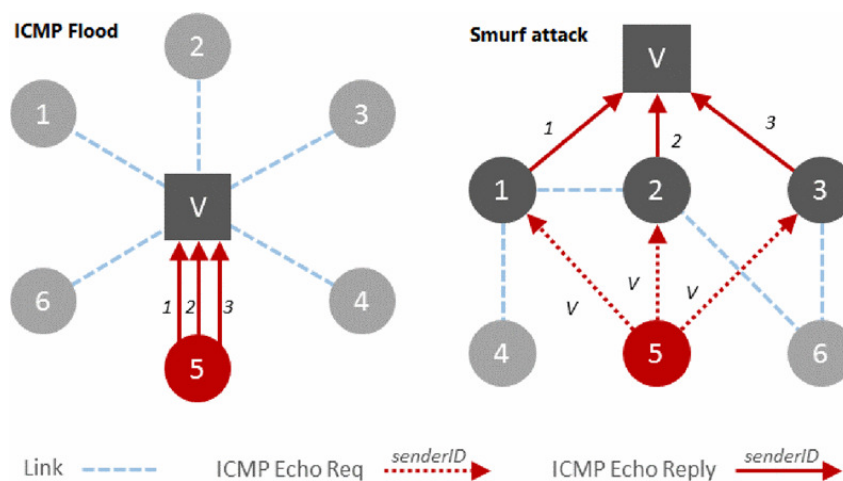 ICMP Flood
2
1
3
V
6
4
1 2 3
5
Smurf attack
V
1
2
3
1
2
3
V
V
V
4
5
6
Link
ICMP Echo Req
senderID
ICMP Echo Reply
senderID